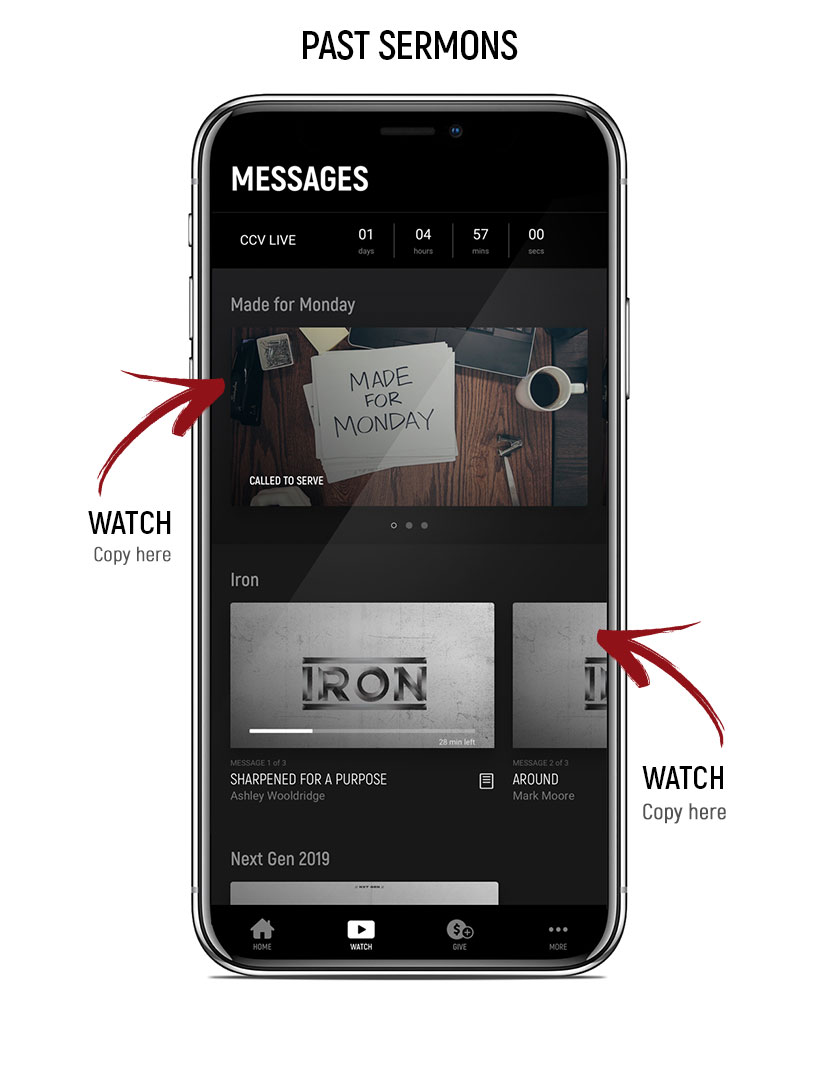 PAST SERMONS
MESSAGES
CCV LIVE 01 04 57 00
days hours mins secs
Made for Monday
MADE
FOR
MONDAY
CALLED TO SERVE
WATCH
Copy here
Iron
IRON
28 min left
MESSAGE 1 of 3
SHARPENED FOR A PURPOSE
Ashley Wooldridge
MESSAGE 2 of 3
AROUND
Mark Moore
WATCH
Copy here
Next Gen 2019
NXT GEN
HOME WATCH GIVE MORE